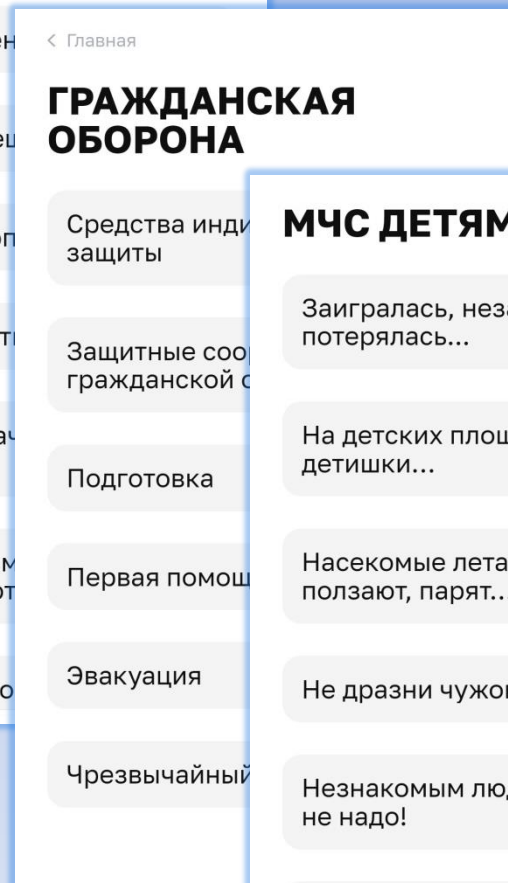 Главная
ГРАЖДАНСКАЯ
ОБОРОНА
Средства инди
защиты
Защитные соо
гражданской
Подготовка
Первая помощ
Эвакуация
Чрезвычайный
МЧС ДЕТЯМ
Заигралась, нез
потерялась...
На детских площ
детишки...
Насекомые лета
ползают, парят...
Не дразни чужо
Незнакомым лю
не надо!